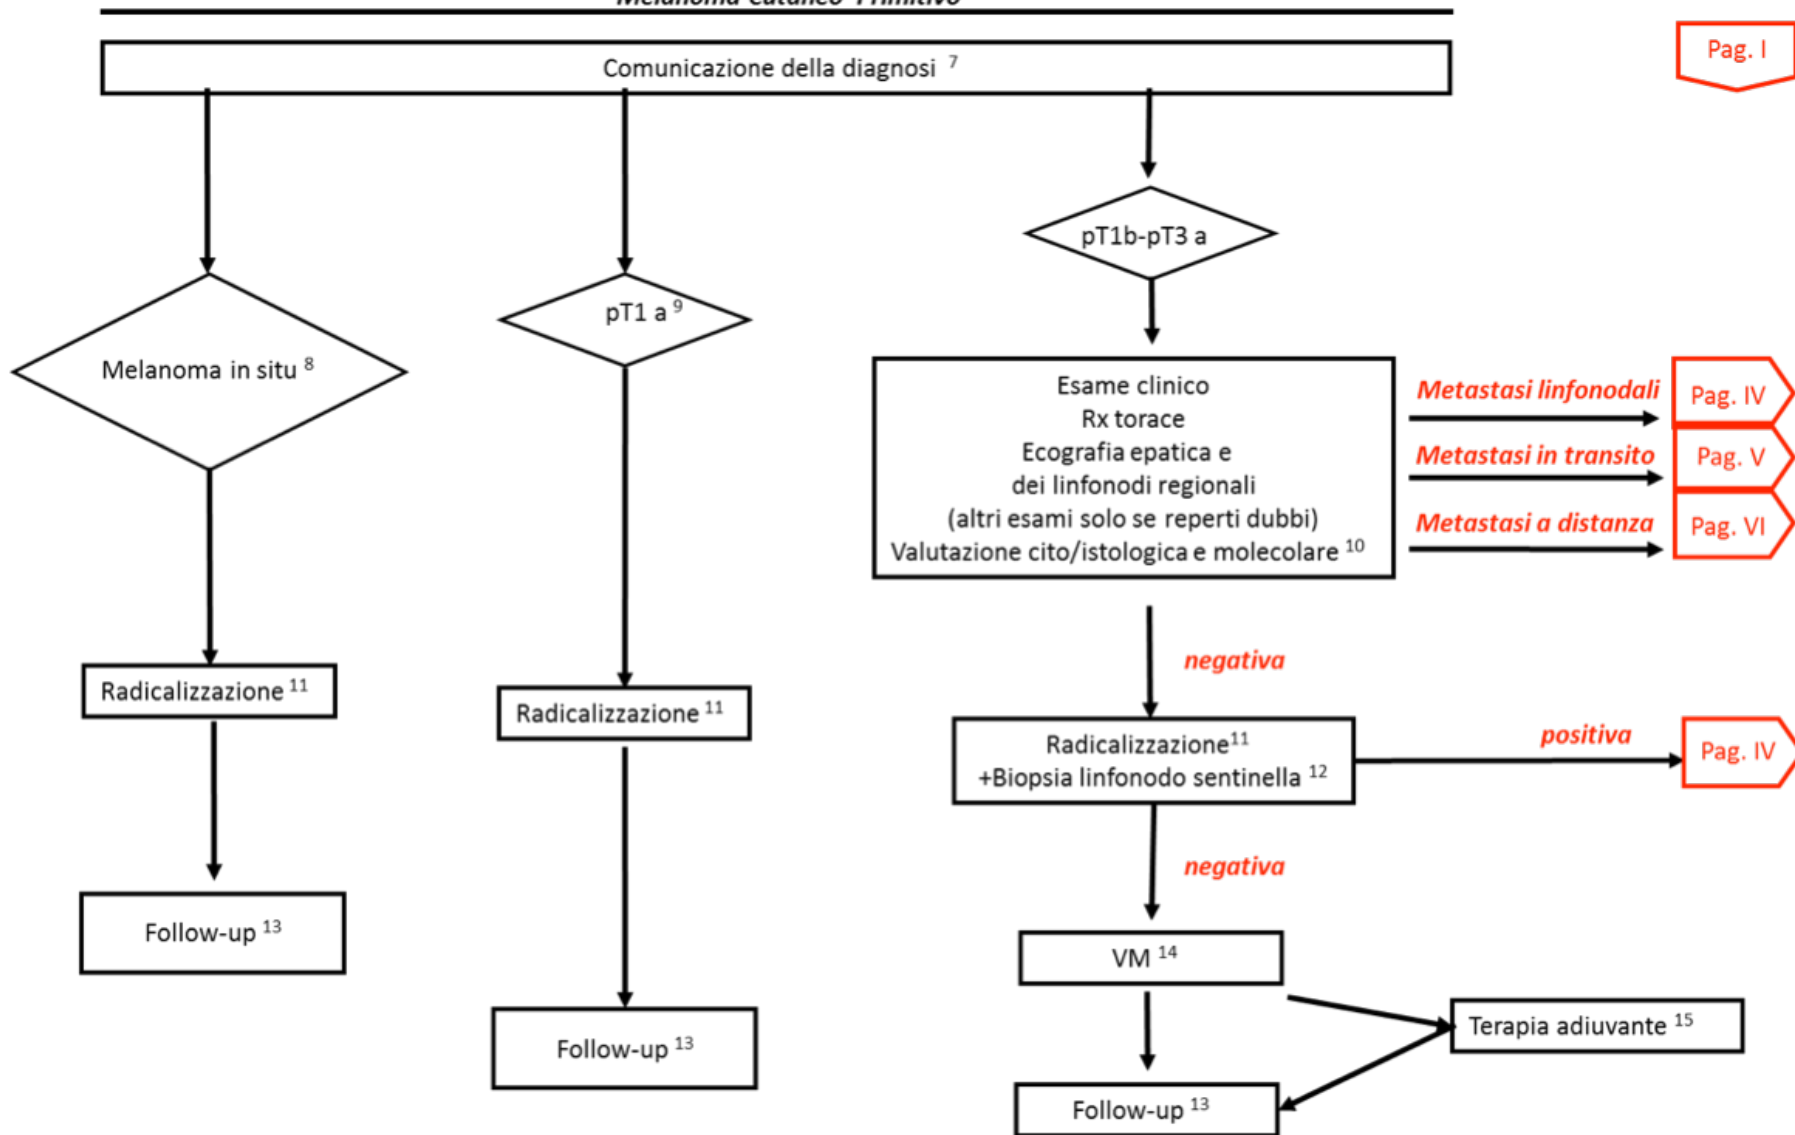 Melanoma Cutaneo Primitivo
Pag. I
Comunicazione della diagnosi 7
pT1b-pT3 a
pT1 a 9
Melanoma in situ 8
Esame clinico
Rx torace
Ecografia epatica e
dei linfonodi regionali
(altri esami solo se reperti dubbi)
Valutazione cito/istologica e molecolare 10
Metastasi linfonodali
Pag. IV
Metastasi in transito
Pag. V
Metastasi a distanza
Pag. VI
negativa
Radicalizzazione 11
Radicalizzazione 11
Radicalizzazione11
+Biopsia linfonodo sentinella 12
positiva
Pag. IV
negativa
Follow-up 13
VM 14
Follow-up 13
Terapia adiuvante 15
Follow-up 13